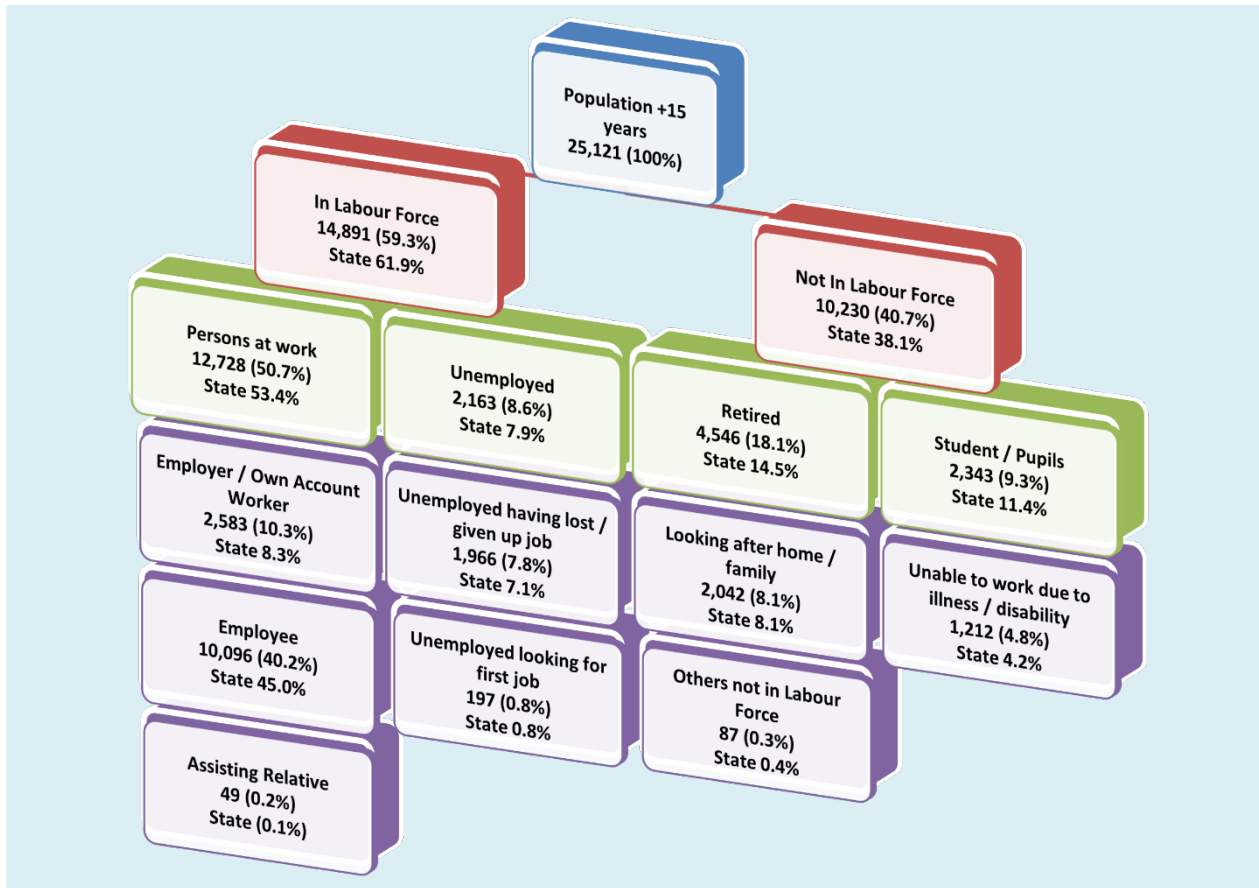 Population +15
years
25,121 (100%)
In Labour Force
14,891 (59.3%)
State 61.9%
Not In Labour Force
10,230 (40.7%)
State 38.1%
Persons at work
12,728 (50.7%)
State 53.4%
Unemployed
2,163 (8.6%)
State 7.9%
Retired
4,546 (18.1%)
State 14.5%
Student / Pupils
2,343 (9.3%)
State 11.4%
Employer / Own Account
Worker
2,583 (10.3%)
State 8.3%
Unemployed having lost /
given up job
1,966 (7.8%)
State 7.1%
Looking after home /
family
2,042 (8.1%)
State 8.1%
Unable to work due to
illness / disability
1,212 (4.8%)
State 4.2%
Employee
10,096 (40.2%)
State 45.0%
Unemployed looking for
first job
197 (0.8%)
State 0.8%
Others not in Labour
Force
87 (0.3%)
State 0.4%
Assisting Relative
49 (0.2%)
State (0.1%)